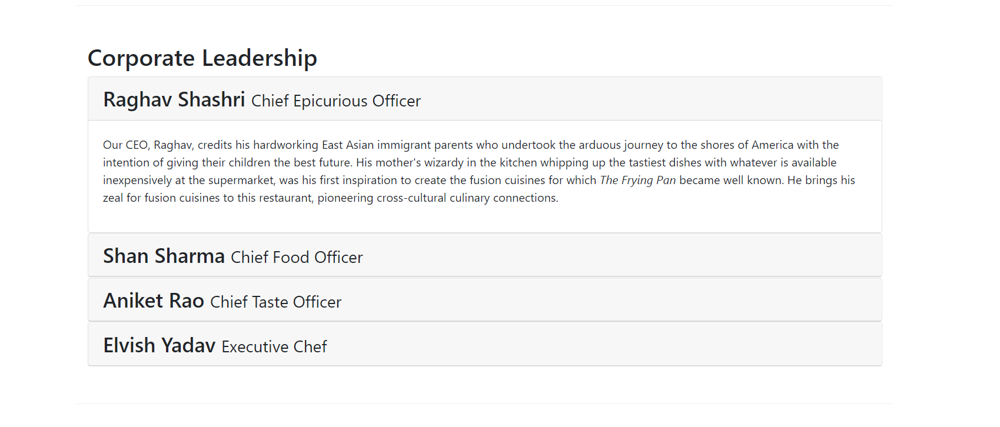 Corporate Leadership
Raghav Shashri Chief Epicurious Officer
Our CEO, Raghav, credits his hardworking East Asian immigrant parents who undertook the arduous journey to the shores of America with the
intention of giving their children the best future. His mother's wizardy in the kitchen whipping up the tastiest dishes with whatever is available
inexpensively at the supermarket, was his first inspiration to create the fusion cuisines for which The Frying Pan became well known. He brings his
zeal for fusion cuisines to this restaurant, pioneering cross-cultural culinary connections.
Shan Sharma Chief Food Officer
Aniket Rao Chief Taste Officer
Elvish Yadav Executive Chef